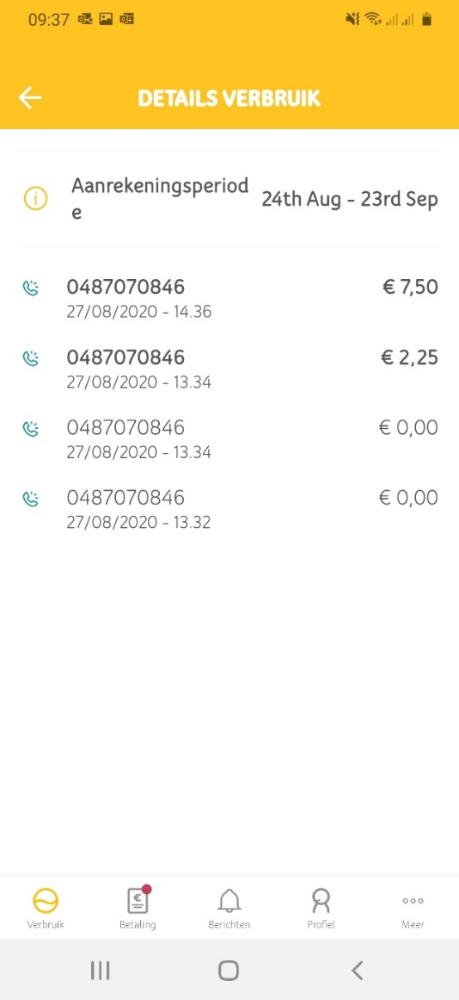 09:37
DETAILS VERBRUIK
Aanrekeningsperiod
e
24th Aug - 23rd Sep
0487070846
€ 7,50
27/08/2020 - 14.36
0487070846
€ 2,25
27/08/2020 - 13.34
0487070846
€ 0,00
27/08/2020 - 13.34
0487070846
€ 0,00
27/08/2020 - 13.32
Verbruik
Betaling
Berichten
Profiel
Meer